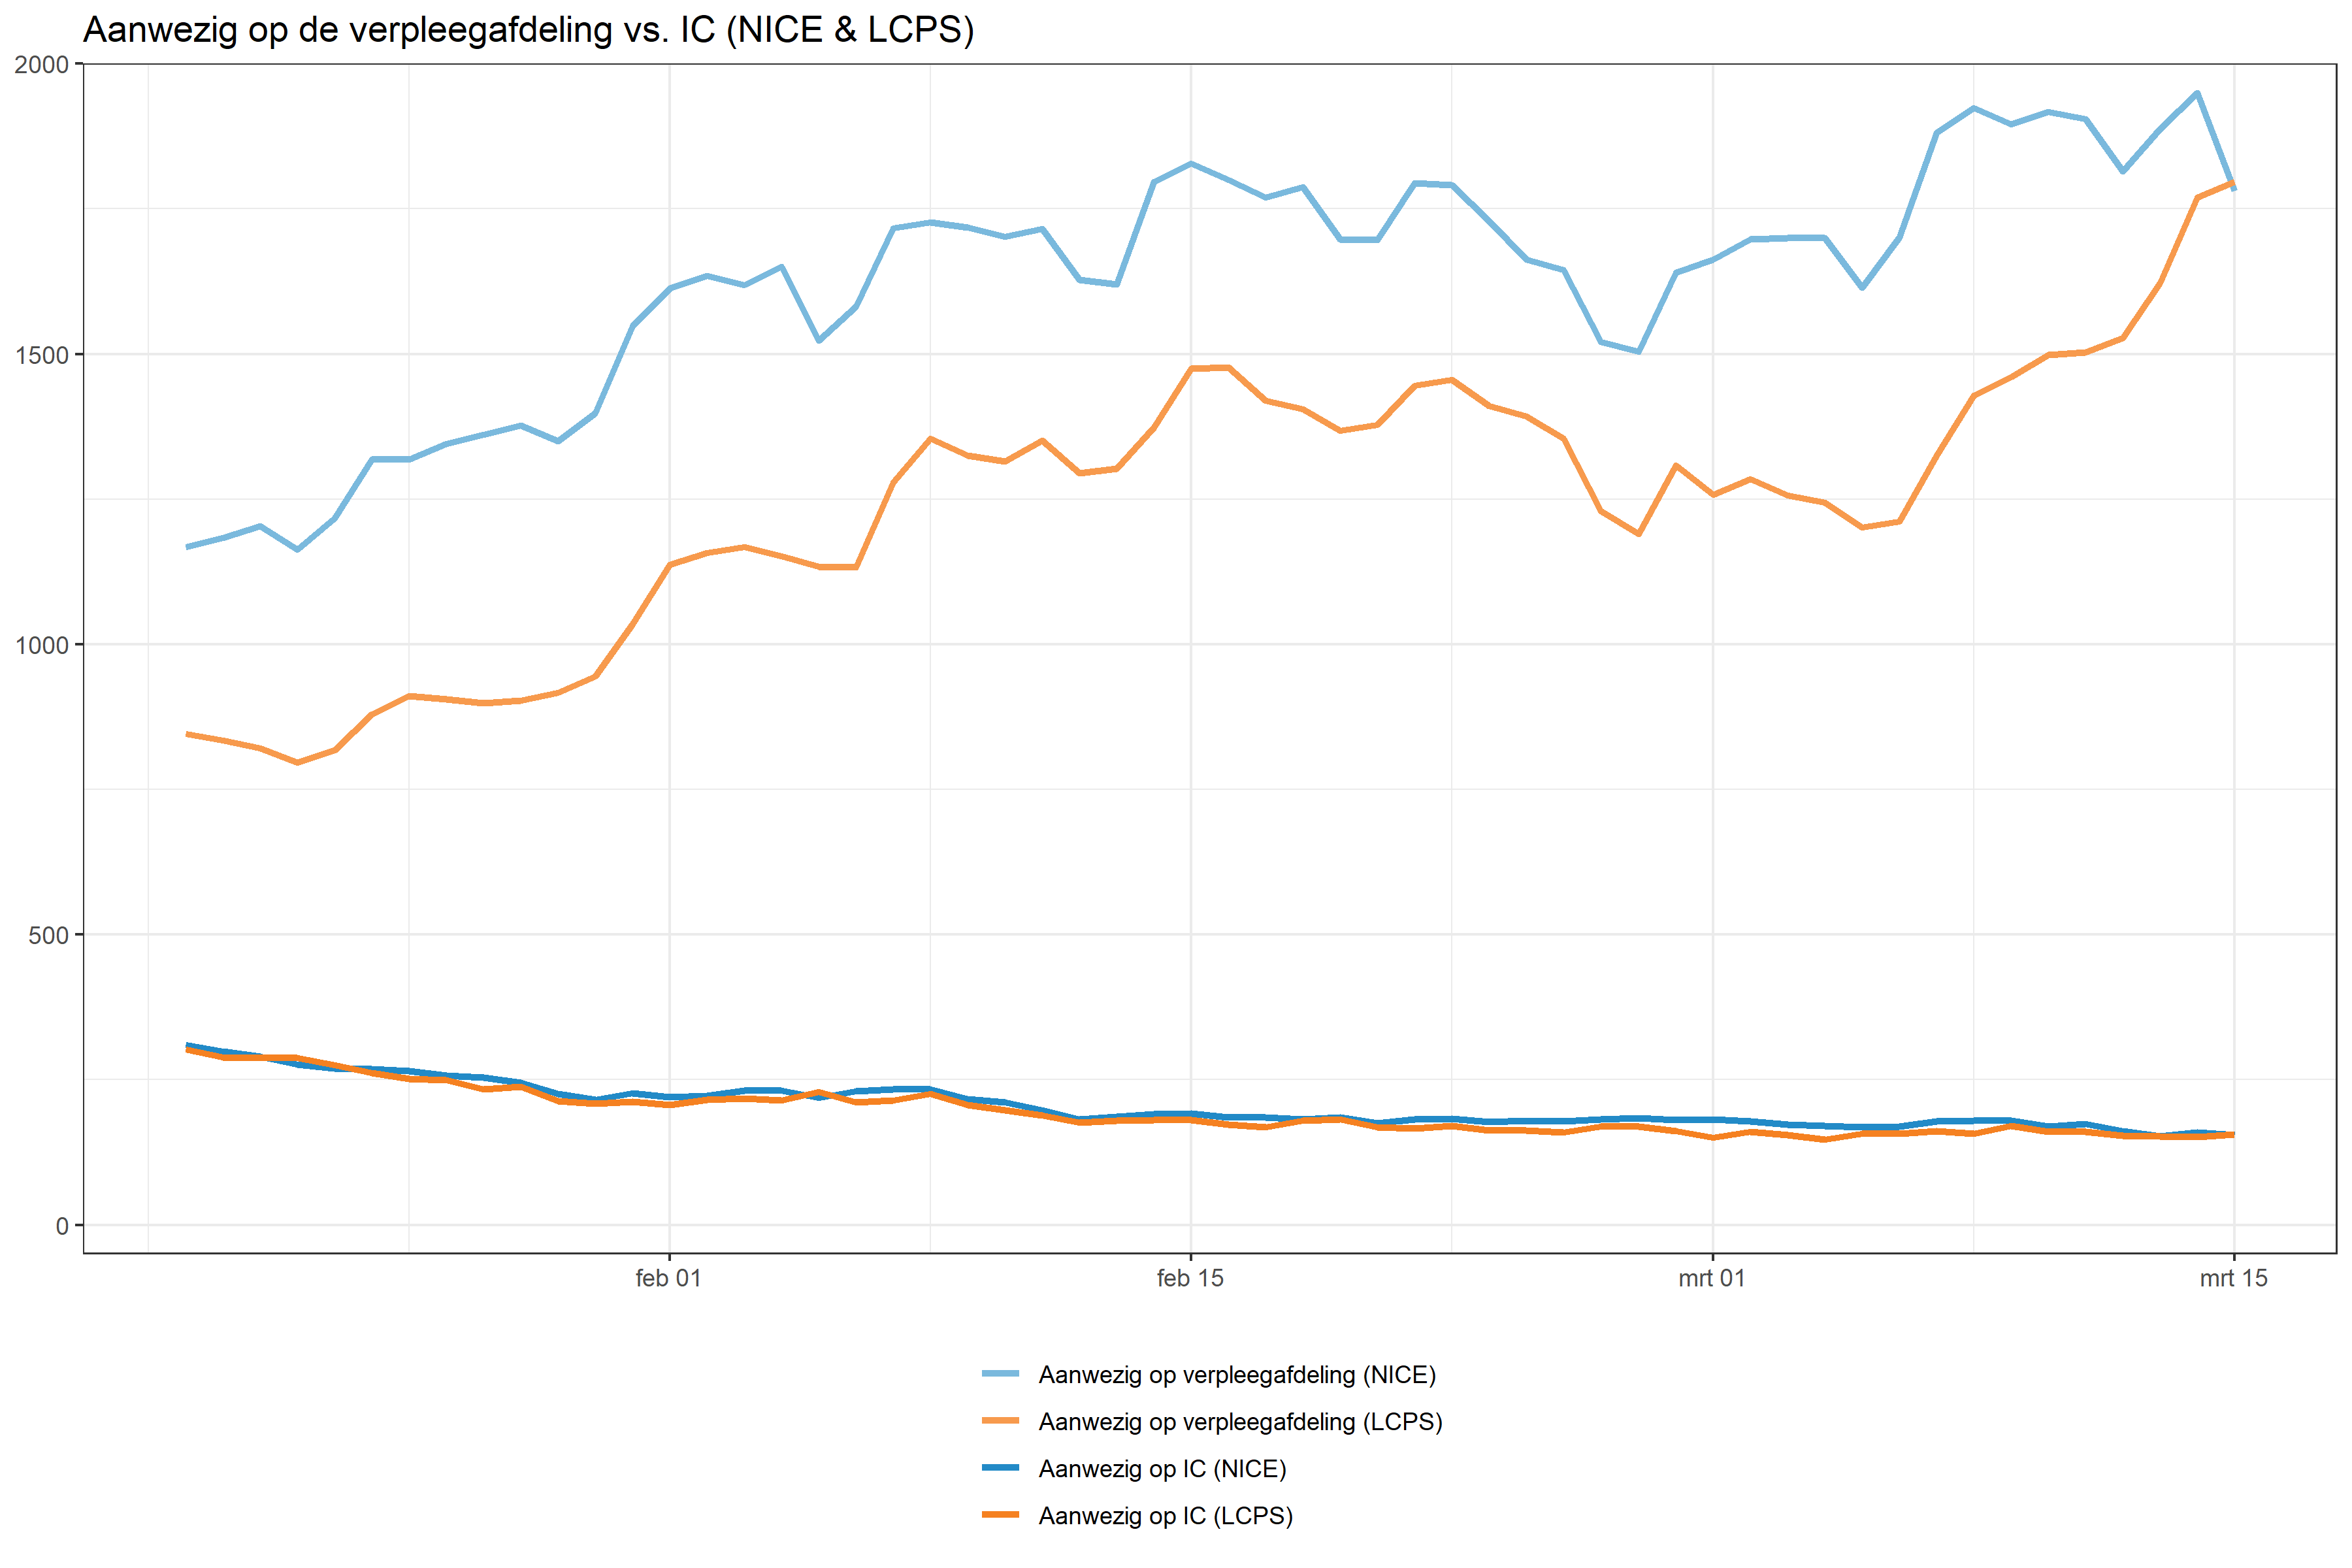 Aanwezig op de verpleegafdeling vs. IC (NICE & LCPS)
2000
1500
1000
500
0
feb 01
feb 15
mrt 01
mrt 15
Aanwezig op verpleegafdeling (NICE)
Aanwezig op verpleegafdeling (LCPS)
Aanwezig op IC (NICE)
Aanwezig op IC (LCPS)